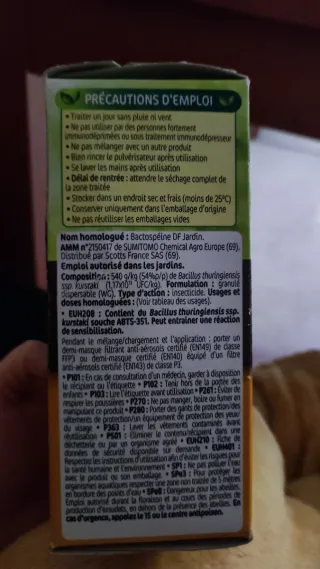 PRÉCAUTIONS D'EMPLOI
• Traiter un jour sans pluie ni vent
• Ne pas utiliser par des personnes fortement
immunodéprimées ou sous traitement immunodépresseur
• Ne pas mélanger avec un autre produit
• Bien rincer le pulvérisateur après utilisation
• Se laver les mains après utilisation
• Délai de rentrée : attendre le séchage complet de
la zone traitée
• Stocker dans un endroit sec et frais (moins de 25°C)
• Conserver uniquement dans l'emballage d'origine
• Ne pas réutiliser les emballages vides
Nom homologué : Bactospéine DF Jardin.
AMM n°2150417 de SUMITOMO Chemical Agro Europe (69).
Distribué par Scotts France SAS (69).
Emploi autorisé dans les jardins.
Composition : 540 g/kg (54%p/p) de Bacillus thuringiensis
ssp kurstaki (1,17x10¹³ UFC/kg). Formulation : granulé
dispersable (WG). Type d'action : insecticide. Usages et
doses homologuées : (Voir tableau des usages).
• EUH208 : Contient du Bacillus thuringiensis ssp.
kurstaki souche ABTS-351. Peut entraîner une réaction
de sensibilisation.
Pendant le mélange/chargement et l'application : porter un
demi-masque filtrant anti-aérosols certifié (EN149) de classe
FFP3 ou demi-masque certifié (EN140) équipé d'un filtre
anti-aérosols certifié (EN143) de classe P3.
• P101 : En cas de consultation d'un médecin, garder à disposition
le récipient ou l'étiquette • P102 : Tenir hors de la portée des
enfants • P103 : Lire l'étiquette avant utilisation • P261 : Éviter de
respirer les poussières • P270 : Ne pas manger, boire ou fumer en
manipulant ce produit • P280 : Porter des gants de protection/des
vêtements de protection/un équipement de protection des yeux/
du visage • P363 : Laver les vêtements contaminés avant
réutilisation • P501 : Éliminer le contenu/récipient dans une
déchetterie ou par un organisme agréé • EUH210 : Fiche de
données de sécurité disponible sur demande • EUH401 :
Respectez les instructions d'utilisation afin d'éviter les risques pour
la santé humaine et l'environnement • SP1 : Ne pas polluer l'eau
avec le produit ou son emballage • SPe3 : Pour protéger les
organismes aquatiques respecter une zone non traitée de 5 mètres
en bordure des points d'eau • SPe8 : Dangereux pour les abeilles.
Emploi autorisé durant la floraison et au cours des périodes de
production d'exsudats, en dehors de la présence des abeilles. En
cas d'urgence, appelez le 15 ou le centre antipoison.